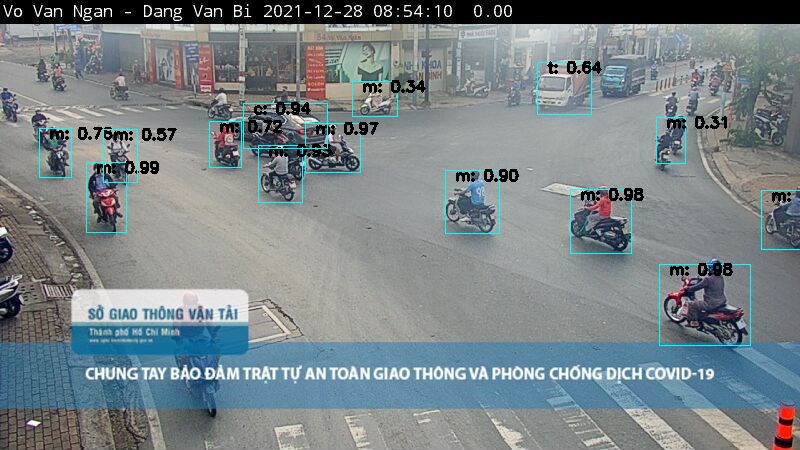 Vo Van Ngan - Dang Van Bi 2021-12-28 08:54:10 0.00
t: 0.64
m: 0.34
c: 0.94
m: 0.72
m: 0.97
m: 0.31
m: 0.57
m: 0.99
m: 0.90
m: 0.98
m: 0.98
SỞ GIAO THÔNG VẬN TẢI
Thành phố Hồ Chí Minh
CHUNG TAY BẢO ĐẢM TRẬT TỰ AN TOÀN GIAO THÔNG VÀ PHÒNG CHỐNG DỊCH COVID-19